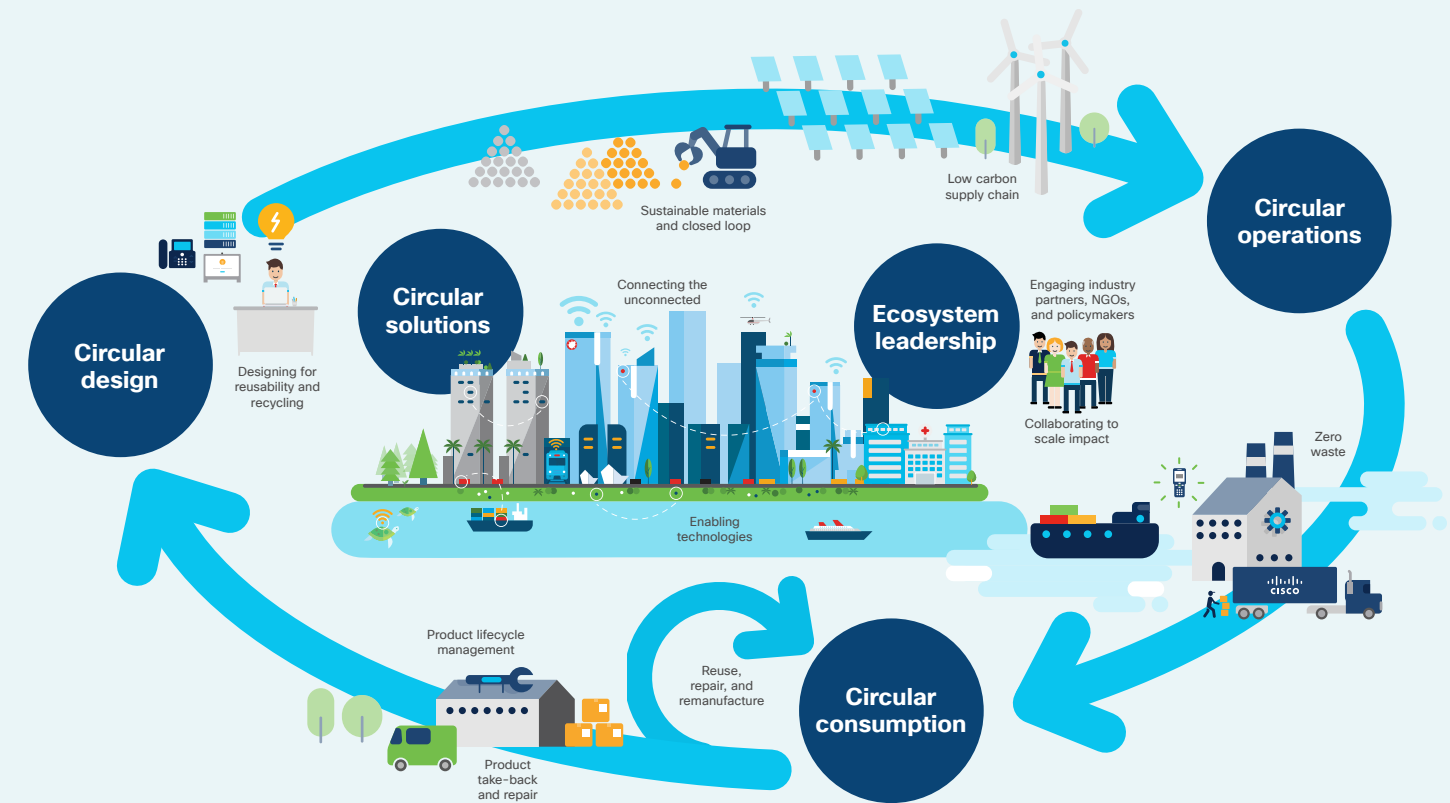 Low carbon
supply chain
Sustainable materials
and closed loop
Circular
operations
Circular
solutions
Connecting the
unconnected
Ecosystem
leadership
Engaging industry
partners, NGOs,
and policymakers
Circular
design
Designing for
reusability and
recycling
Collaborating to
scale impact
Zero
waste
Enabling
technologies
CISCO
Product lifecycle
management
Reuse,
repair, and
remanufacture
Circular
consumption
Product
take-back
and repair